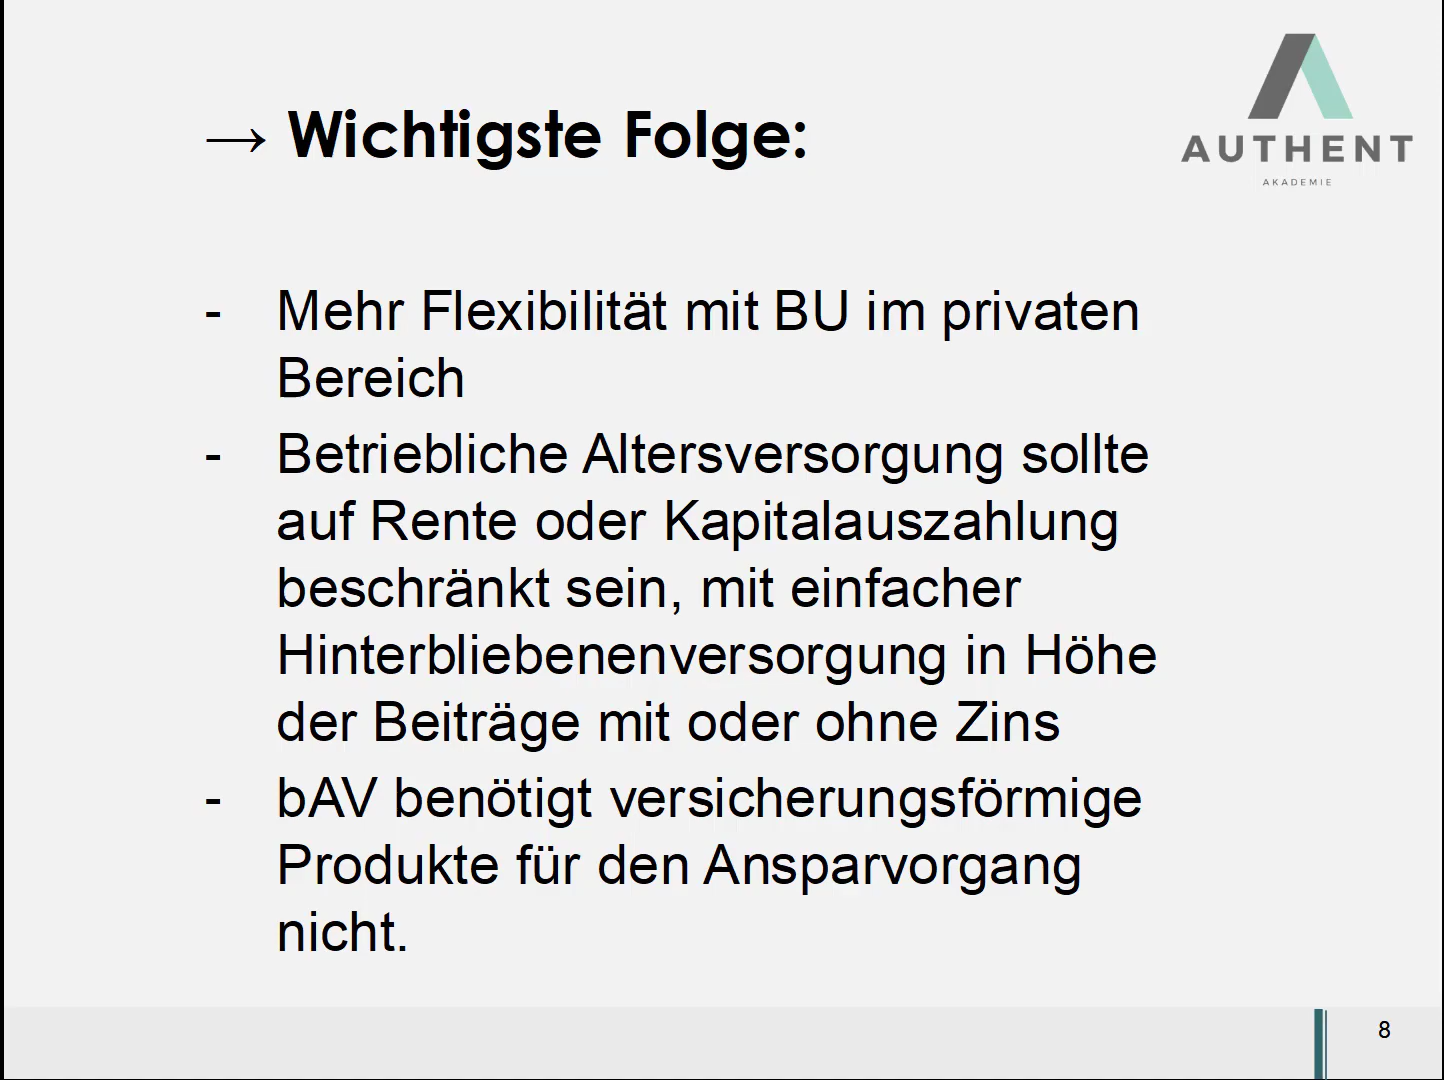 → Wichtigste Folge:
AUTHENT
AKADEMIE
- Mehr Flexibilität mit BU im privaten
Bereich
- Betriebliche Altersversorgung sollte
auf Rente oder Kapitalauszahlung
beschränkt sein, mit einfacher
Hinterbliebenenversorgung in Höhe
der Beiträge mit oder ohne Zins
- bAV benötigt versicherungsförmige
Produkte für den Ansparvorgang
nicht.
8